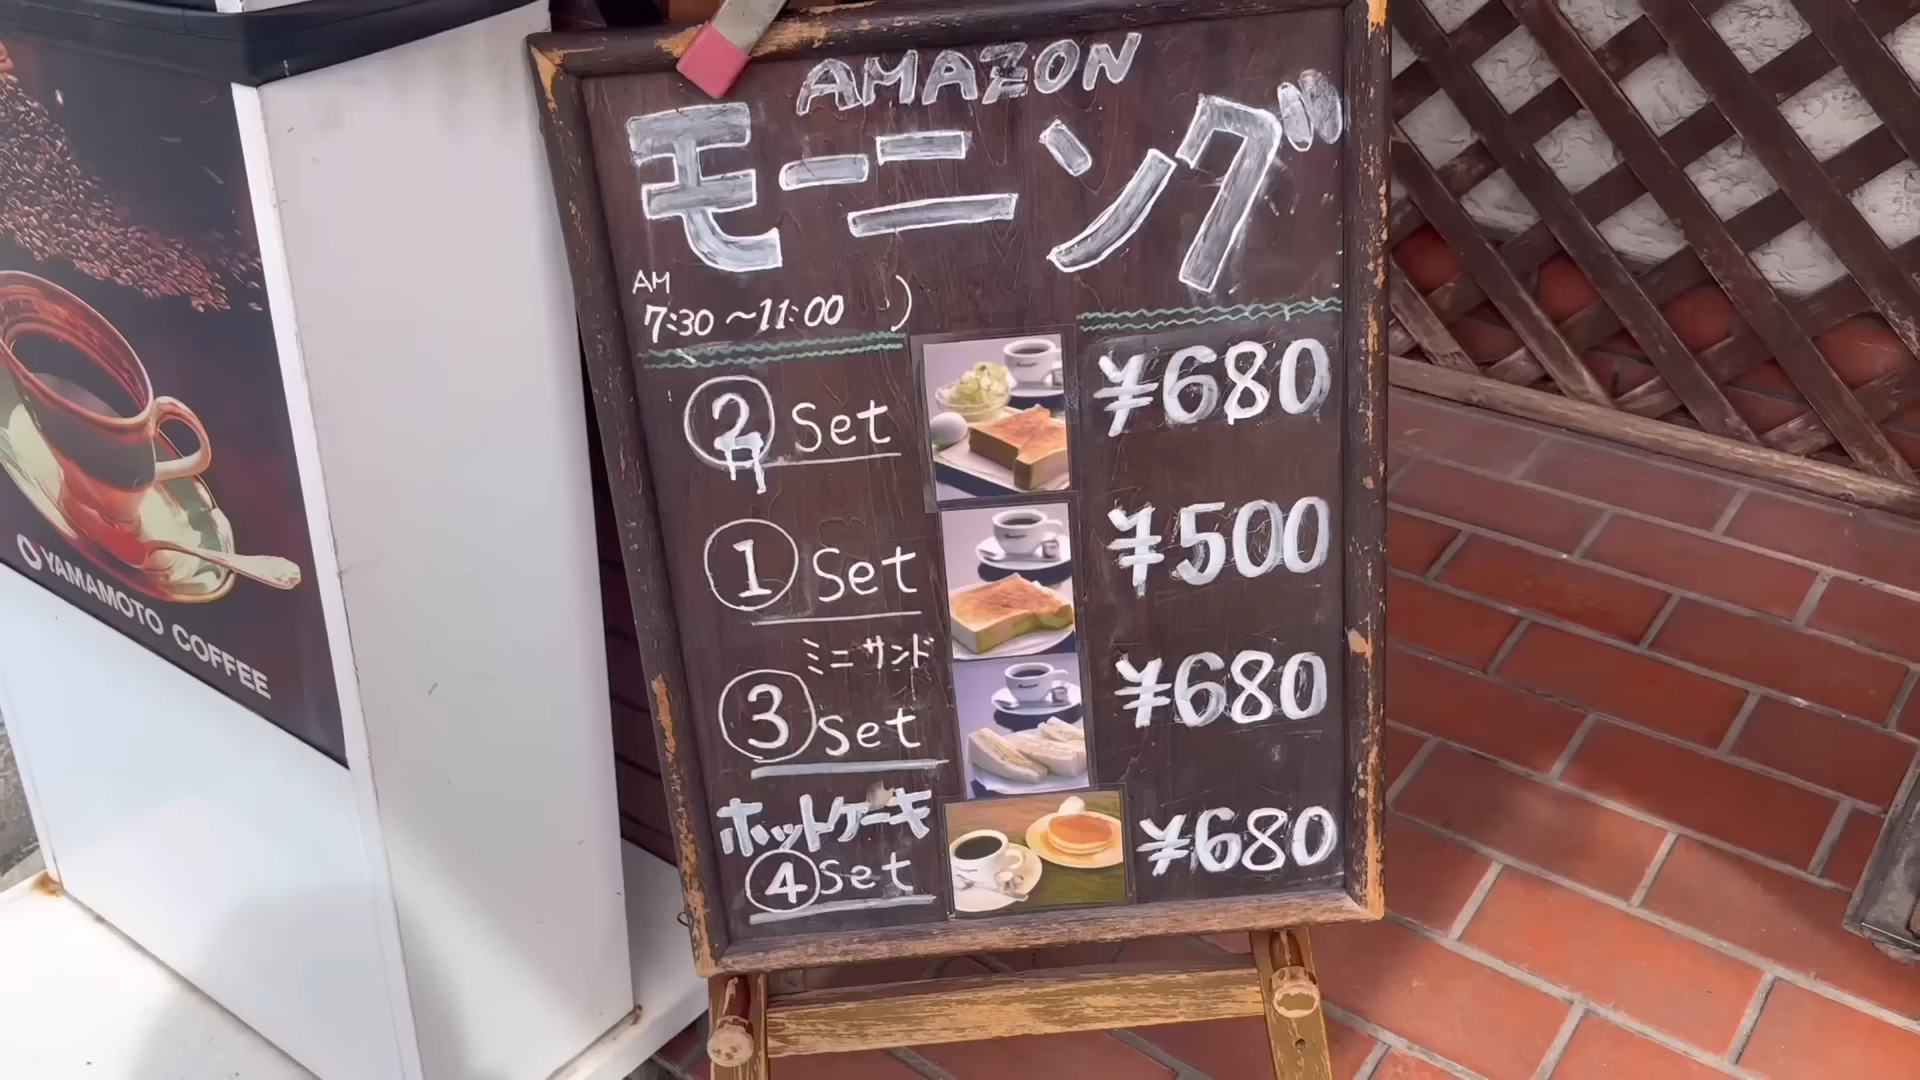 AMAZON
モーニング
AM
7:30~11:00 )
② Set ¥680
① Set ¥500
ミニサンド
③ Set ¥680
ホットケーキ
④ Set ¥680
YAMAMOTO COFFEE